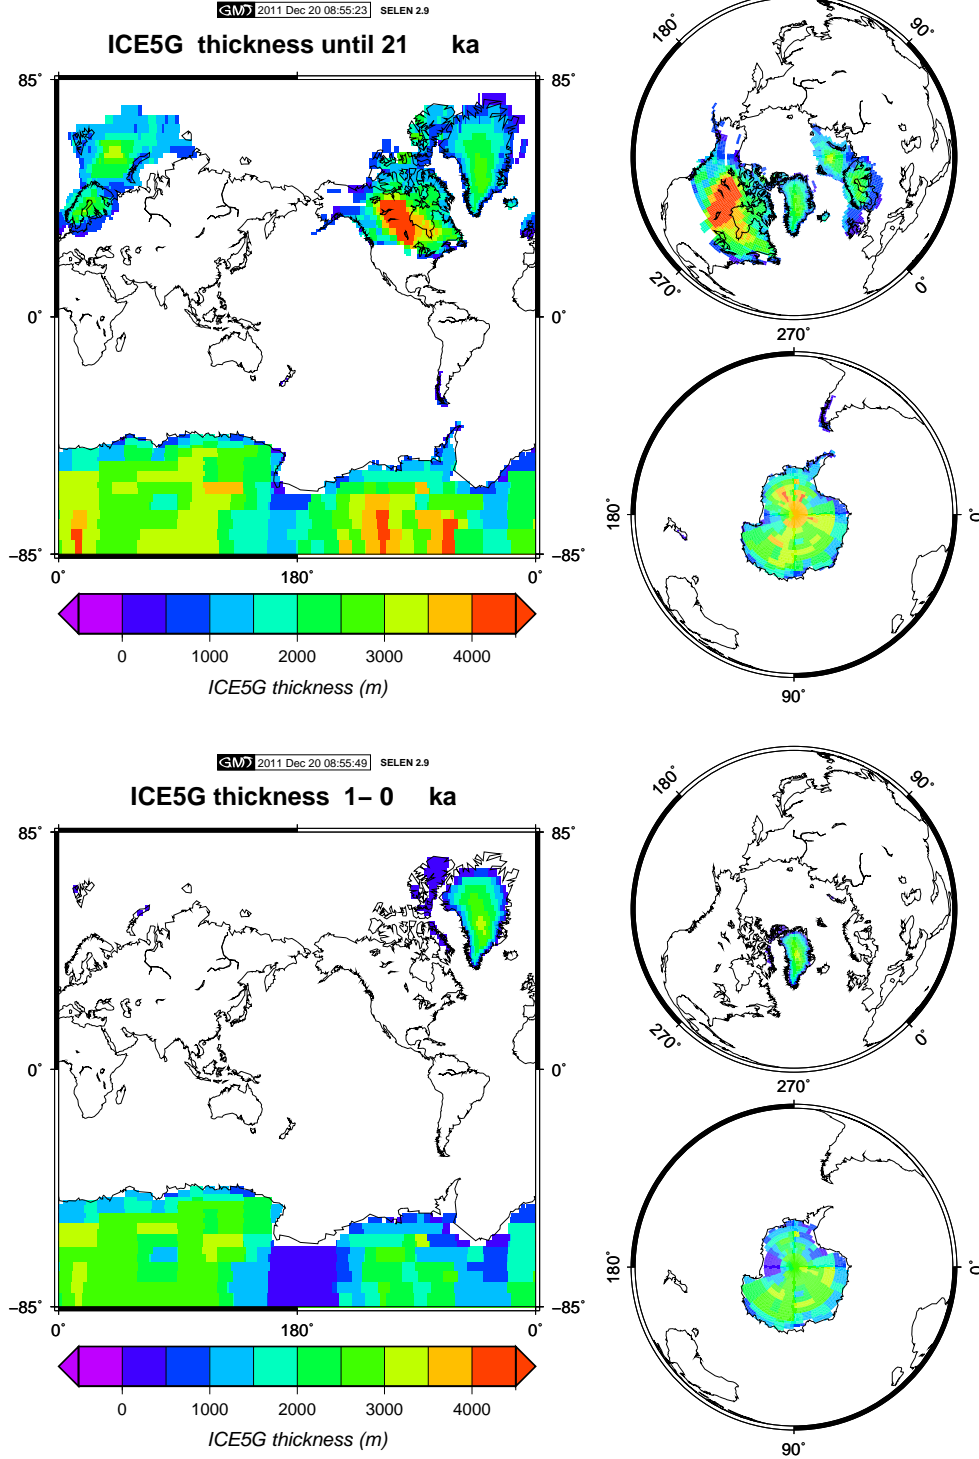 GMT 2011 Dec 20 08:55:23 SELEN 2.9
ICE5G thickness until 21 ka
85˚ 85˚
0˚ 0˚
−85˚ −85˚
0˚ 180˚ 0˚
0 1000 2000 3000 4000
ICE5G thickness (m)
180˚ 90˚
270˚ 0˚
270˚
180˚ 0˚
90˚
GMT 2011 Dec 20 08:55:49 SELEN 2.9
ICE5G thickness 1− 0 ka
85˚ 85˚
0˚ 0˚
−85˚ −85˚
0˚ 180˚ 0˚
0 1000 2000 3000 4000
ICE5G thickness (m)
180˚ 90˚
270˚ 0˚
270˚
180˚ 0˚
90˚